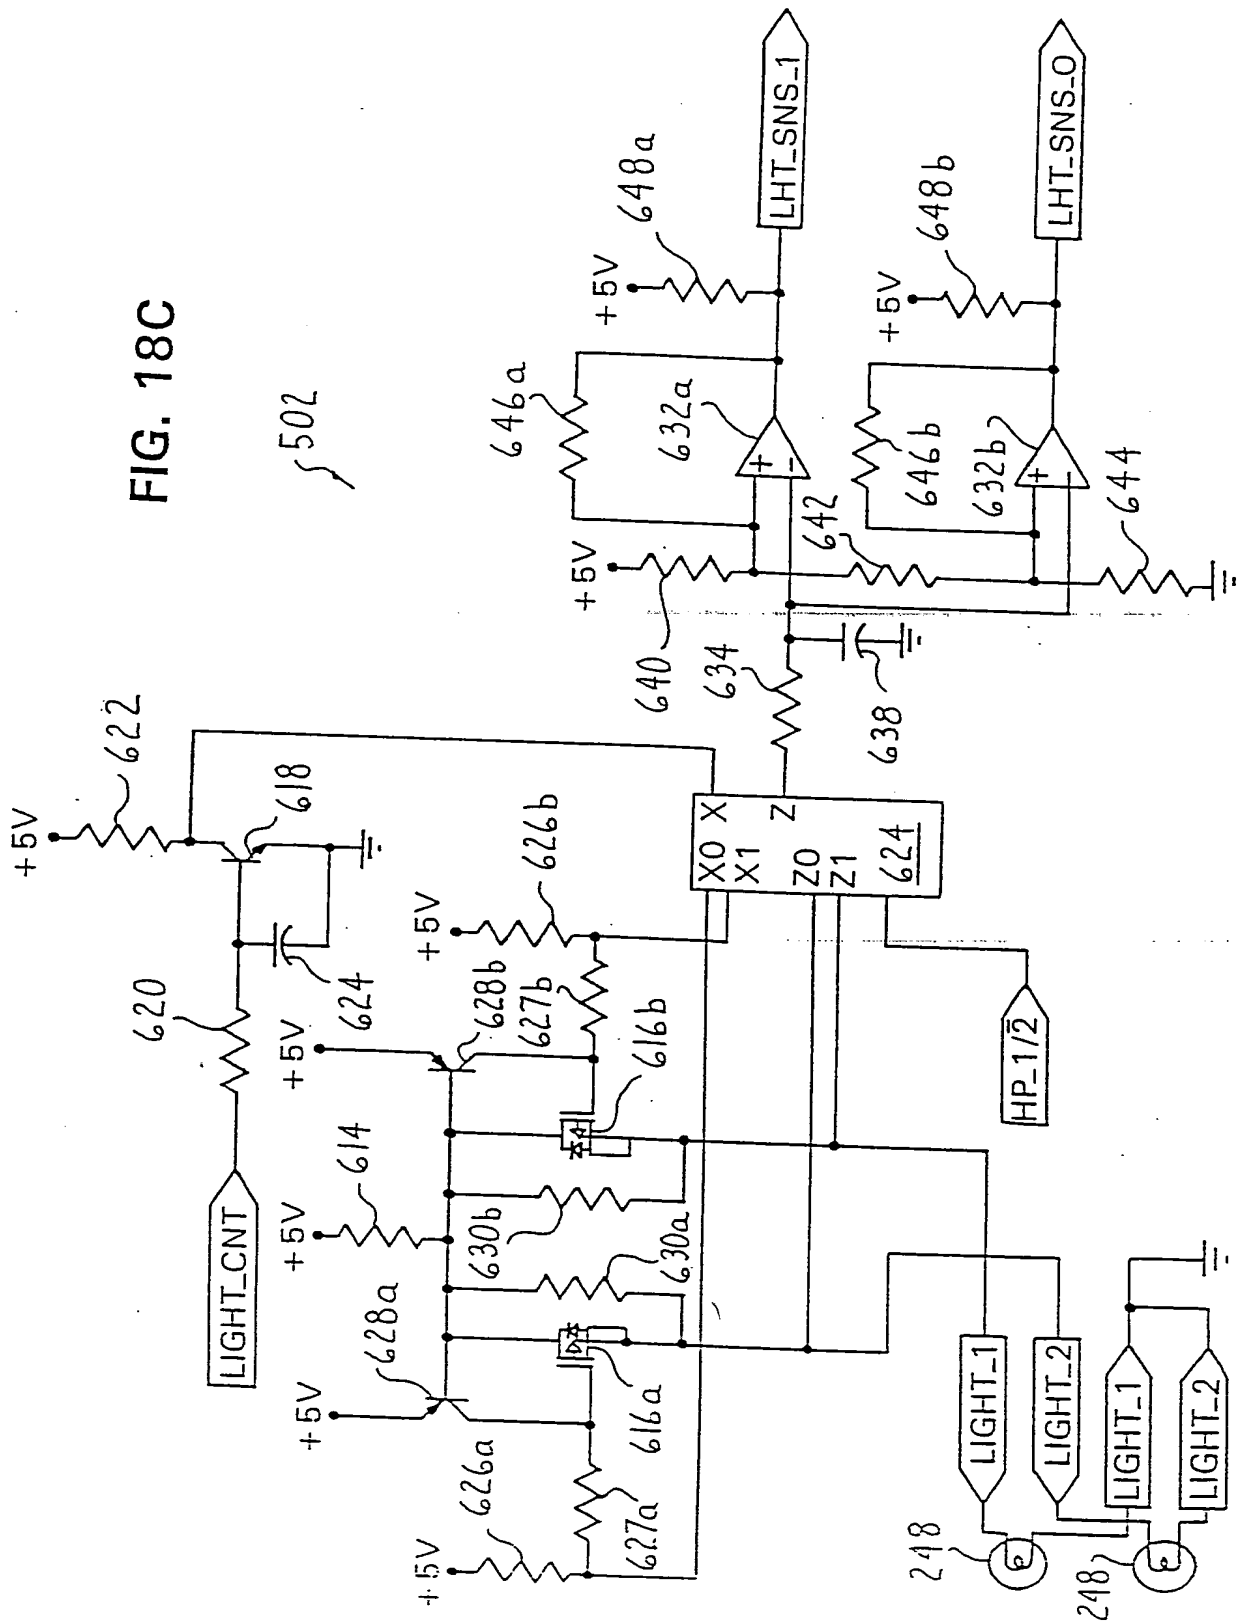 FIG. 18C
502
+5V
622
618
620
624
LIGHT_CNT
+5V
614
+5V
628a
+5V
626a
+5V
627a
616a
630a
630b
616b
628b
627b
+5V
626b
X0
X1
X
Z0
Z1
Z
624
HP_1/2̅
634
638
640
+5V
642
644
646a
632a
+
-
+5V
648a
LHT_SNS_1
646b
632b
+
-
+5V
648b
LHT_SNS_0
LIGHT_1
LIGHT_2
LIGHT_1
LIGHT_2
248
248